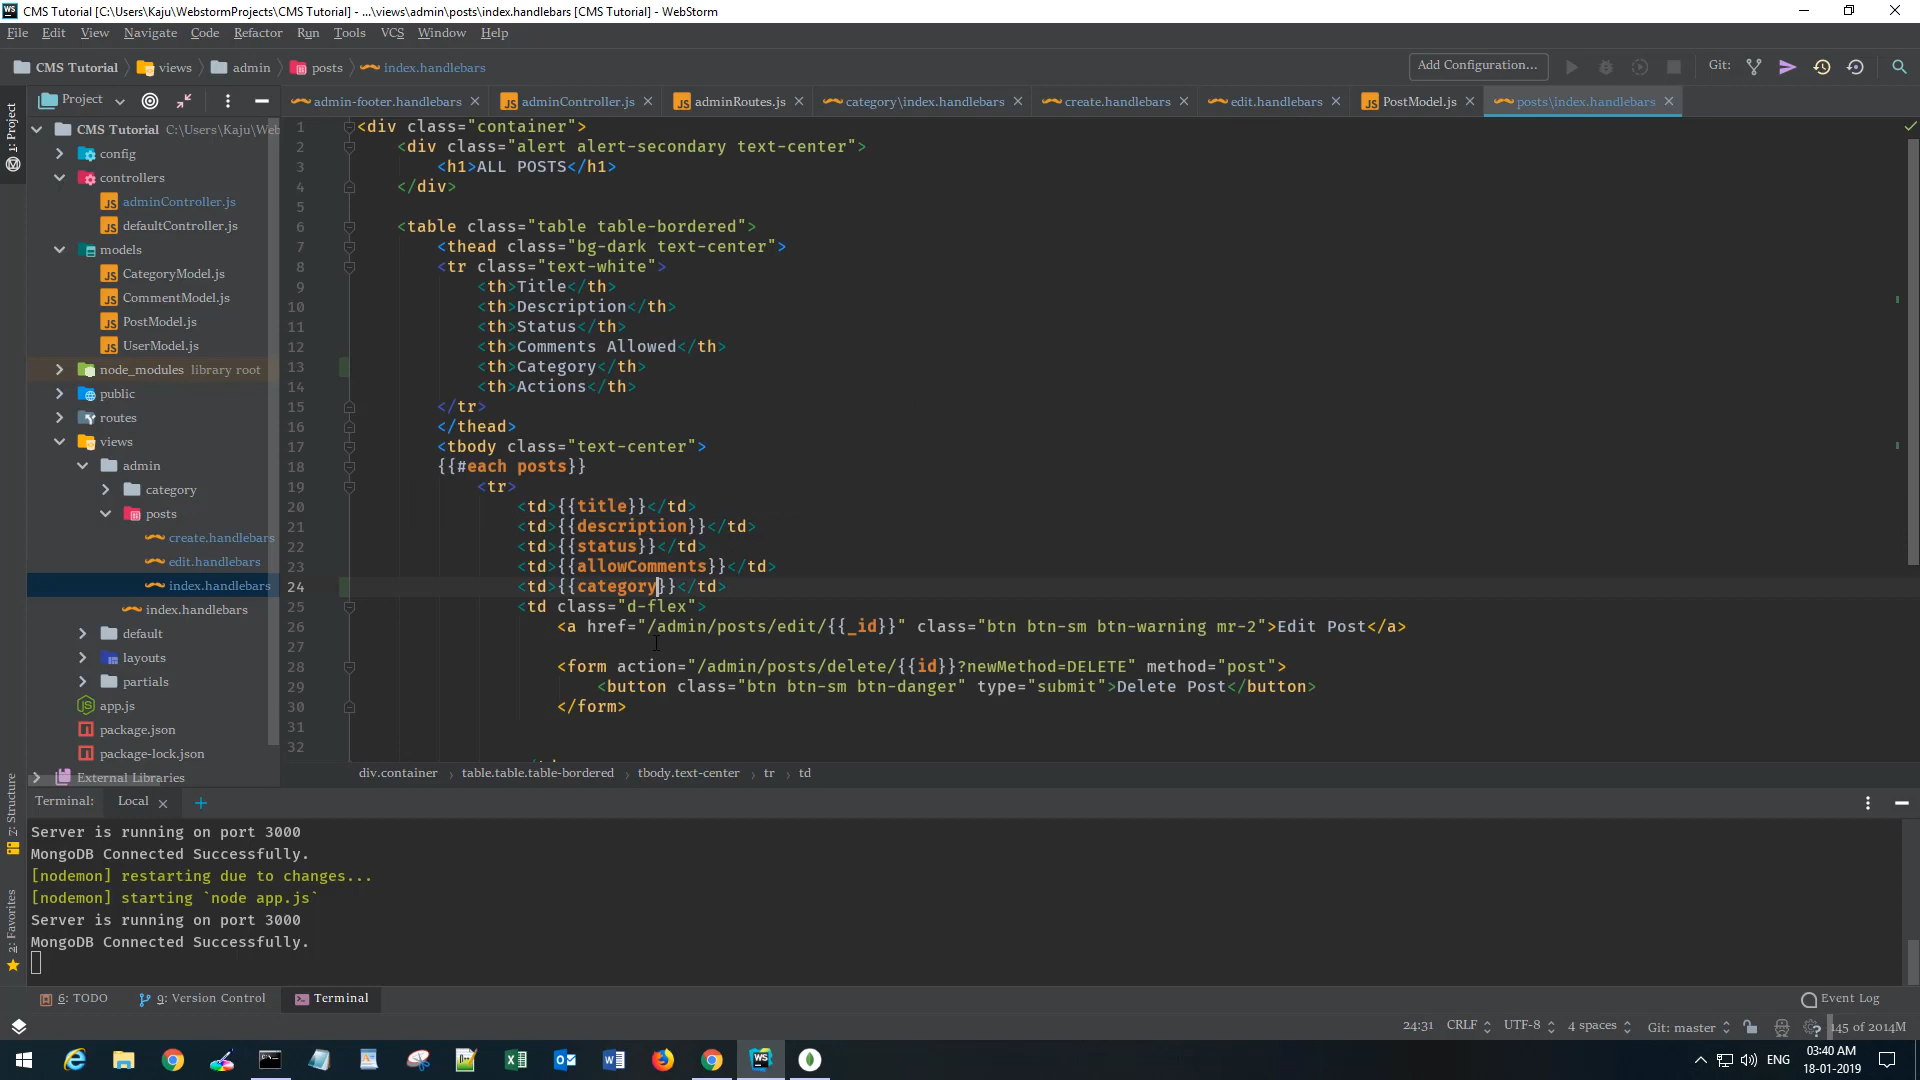 CMS Tutorial [C:\Users\Kaju\WebstormProjects\CMS Tutorial] - ...\views\admin\posts\index.handlebars [CMS Tutorial] - WebStorm
File Edit View Navigate Code Refactor Run Tools VCS Window Help
CMS Tutorial views admin posts index.handlebars Add Configuration... Git:
Project admin-footer.handlebars adminController.js adminRoutes.js category\index.handlebars create.handlebars edit.handlebars PostModel.js posts\index.handlebars
1: Project
Z: Structure
2: Favorites
CMS Tutorial C:\Users\Kaju\Web
config
controllers
adminController.js
defaultController.js
models
CategoryModel.js
CommentModel.js
PostModel.js
UserModel.js
node_modules library root
public
routes
views
admin
category
posts
create.handlebars
edit.handlebars
index.handlebars
index.handlebars
default
layouts
partials
app.js
package.json
package-lock.json
External Libraries
1 <div class="container">
2 <div class="alert alert-secondary text-center">
3 <h1>ALL POSTS</h1>
4 </div>
5
6 <table class="table table-bordered">
7 <thead class="bg-dark text-center">
8 <tr class="text-white">
9 <th>Title</th>
10 <th>Description</th>
11 <th>Status</th>
12 <th>Comments Allowed</th>
13 <th>Category</th>
14 <th>Actions</th>
15 </tr>
16 </thead>
17 <tbody class="text-center">
18 {{#each posts}}
19 <tr>
20 <td>{{title}}</td>
21 <td>{{description}}</td>
22 <td>{{status}}</td>
23 <td>{{allowComments}}</td>
24 <td>{{category}}</td>
25 <td class="d-flex">
26 <a href="/admin/posts/edit/{{_id}}" class="btn btn-sm btn-warning mr-2">Edit Post</a>
27
28 <form action="/admin/posts/delete/{{id}}?newMethod=DELETE" method="post">
29 <button class="btn btn-sm btn-danger" type="submit">Delete Post</button>
30 </form>
31
32
div.container table.table.table-bordered tbody.text-center tr td
Terminal: Local
Server is running on port 3000
MongoDB Connected Successfully.
[nodemon] restarting due to changes...
[nodemon] starting `node app.js`
Server is running on port 3000
MongoDB Connected Successfully.
6: TODO 9: Version Control Terminal Event Log
24:31 CRLF UTF-8 4 spaces Git: master 145 of 2014M
ENG 03:40 AM
18-01-2019